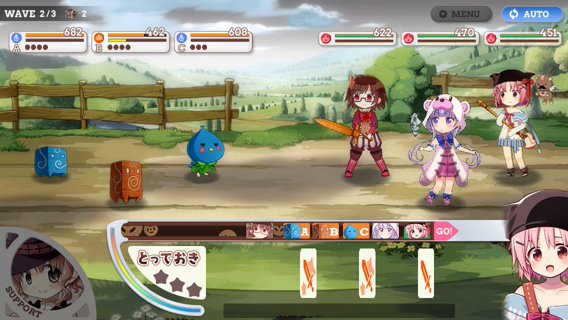 WAVE 2/3 2
MENU
AUTO
682
A
462
B
608
C
622
470
451
A B C GO!
とっておき
SUPPORT